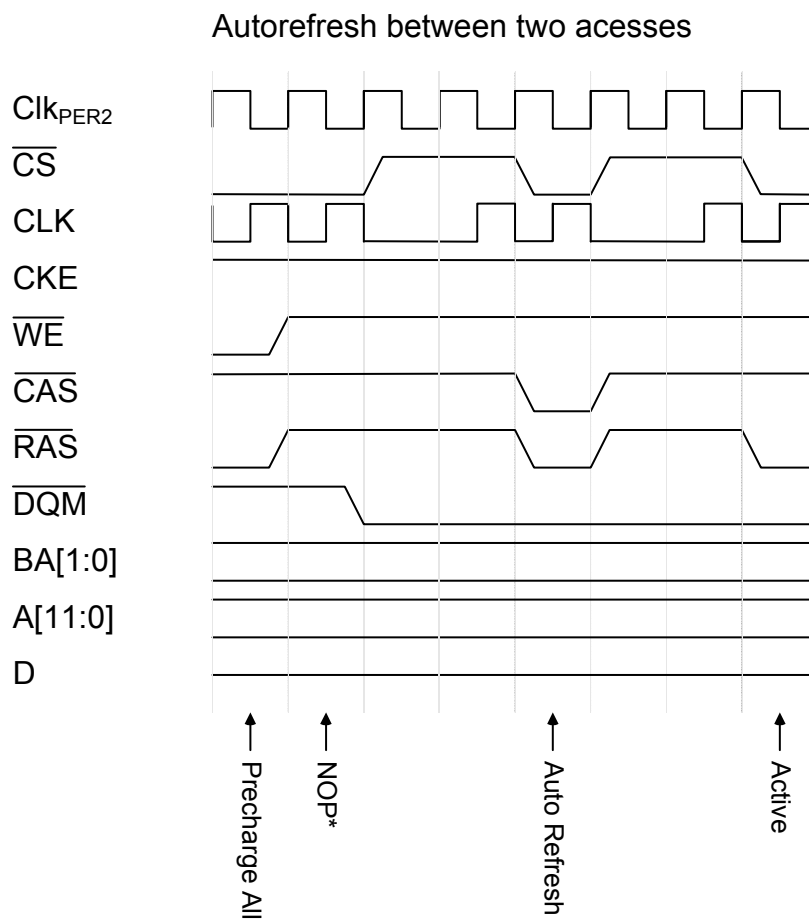 Autorefresh between two acesses
ClkPER2
CS
CLK
CKE
WE
CAS
RAS
DQM
BA[1:0]
A[11:0]
D
Precharge All
NOP*
Auto Refresh
Active